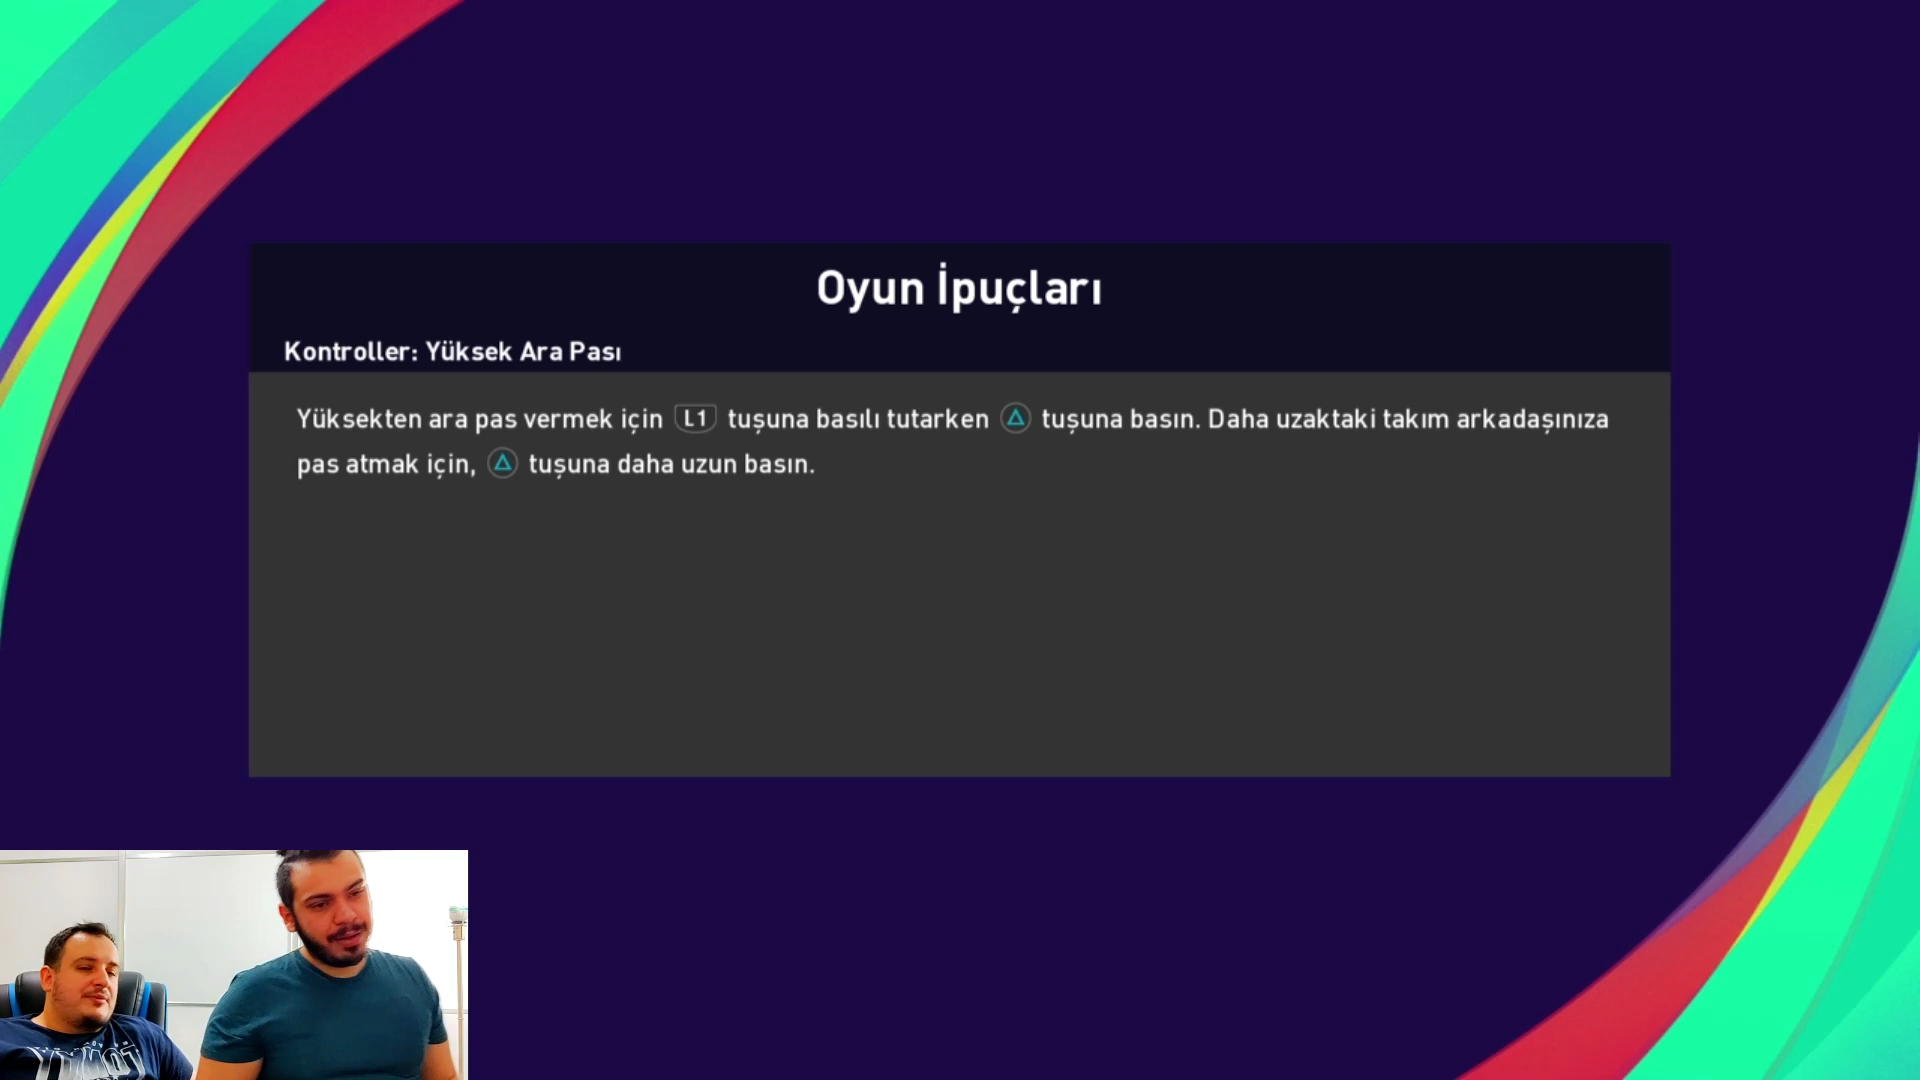 Oyun İpuçları
Kontroller: Yüksek Ara Pası
Yüksekten ara pas vermek için L1 tuşuna basılı tutarken tuşuna basın. Daha uzaktaki takım arkadaşınıza
pas atmak için, tuşuna daha uzun basın.